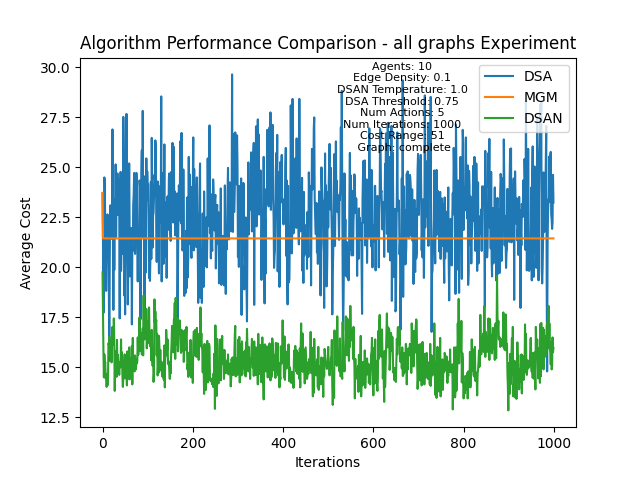 Algorithm Performance Comparison - all graphs Experiment
Agents: 10
Edge Density: 0.1
DSAN Temperature: 1.0
DSA Threshold: 0.75
Num Actions: 5
Num Iterations: 1000
Cost Range: 51
Graph: complete
DSA
MGM
DSAN
30.0
27.5
25.0
22.5
20.0
17.5
15.0
12.5
Average Cost
0 200 400 600 800 1000
Iterations